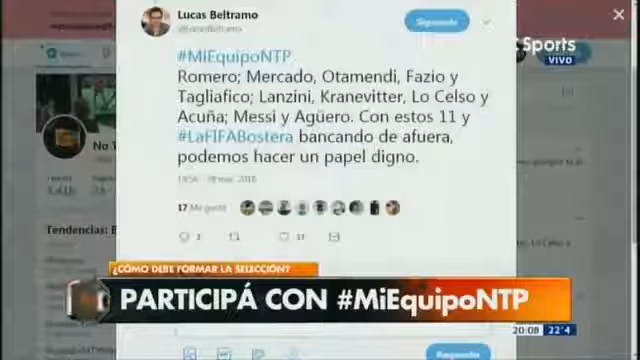 Lucas Beltramo
Siguiendo
Sports
VIVO
#MiEquipoNTP
Romero; Mercado, Otamendi, Fazio y
Tagliafico; Lanzini, Kranevitter, Lo Celso y
Acuña; Messi y Agüero. Con estos 11 y
#LaFIFABostera bancando de afuera,
podemos hacer un papel digno.
17 Me gusta
Tendencias:
¿CÓMO DEBE FORMAR LA SELECCIÓN?
PARTICIPÁ CON #MiEquipoNTP
20:08 22'4
Responder